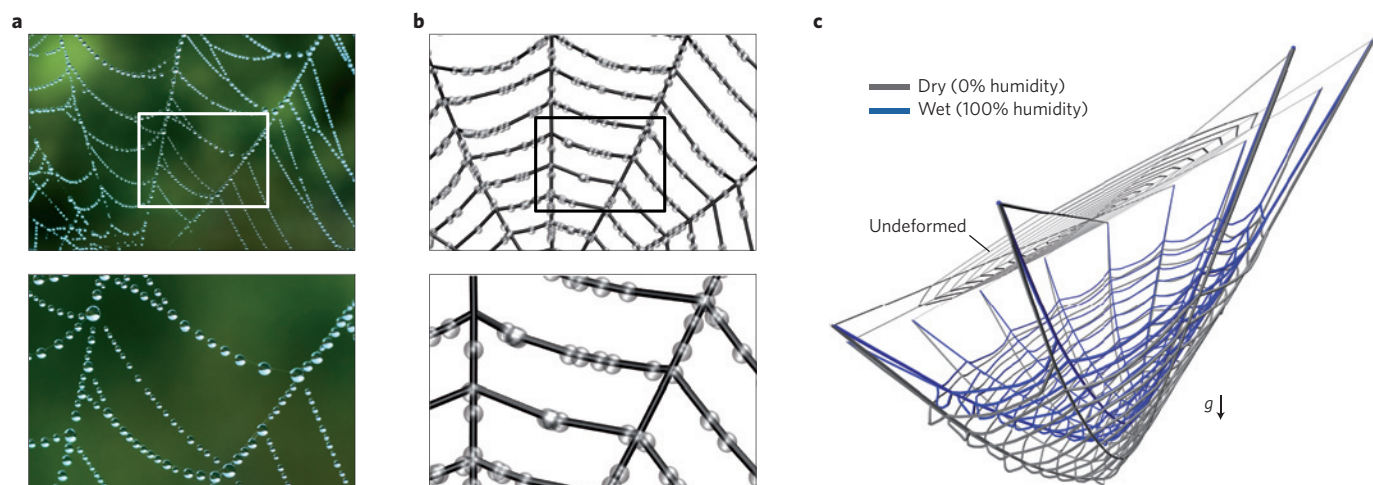 a
b
c
Dry (0% humidity)
Wet (100% humidity)
Undeformed
g